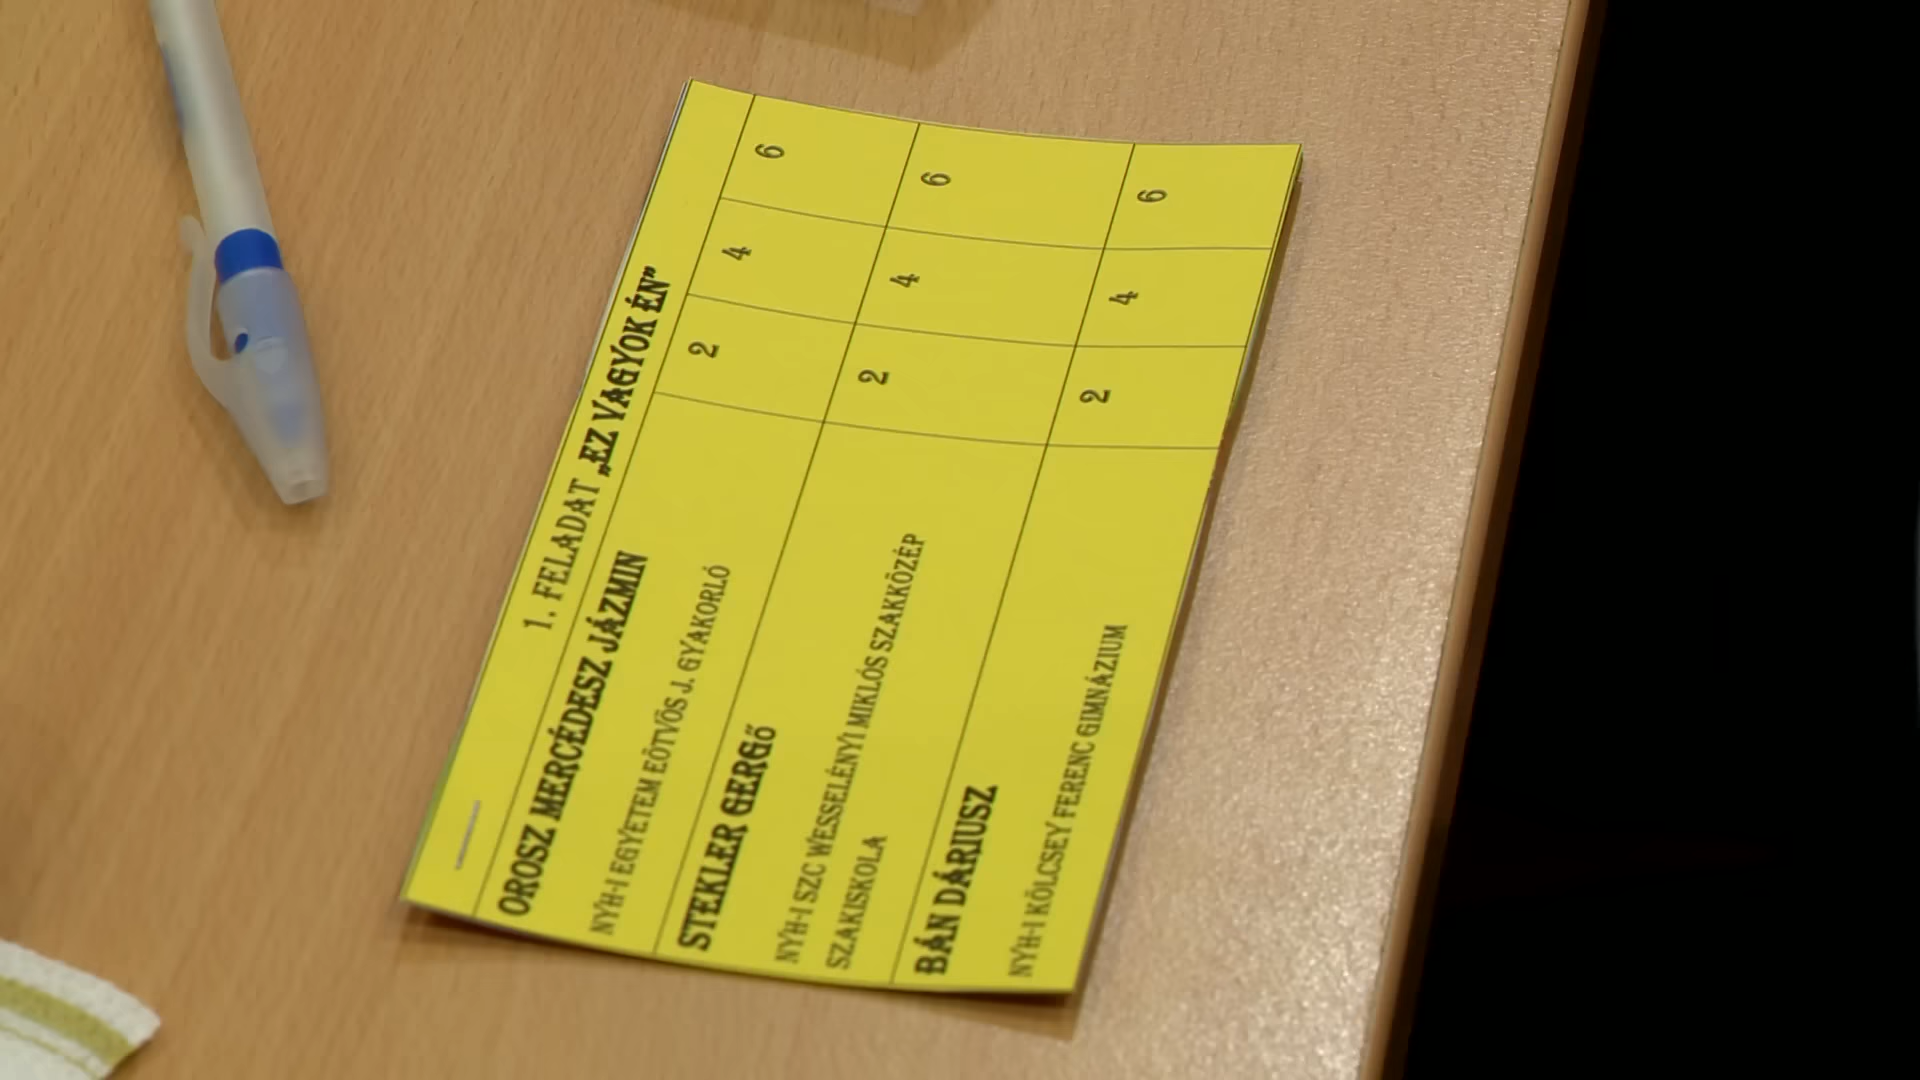 1. FELADAT „EZ VAGYOK ÉN”
OROSZ MERCÉDESZ JÁZMIN
NYH-I EGYETEM EÖTVÖS J. GYAKORLÓ
2 4 6
STEKLER GERGő
NYH-I SZC WESSELÉNYI MIKLÓS SZAKKÖZÉP
SZAKISKOLA
2 4 6
BÁN DÁRIUSZ
NYH-I KÖLCSEY FERENC GIMNÁZIUM
2 4 6